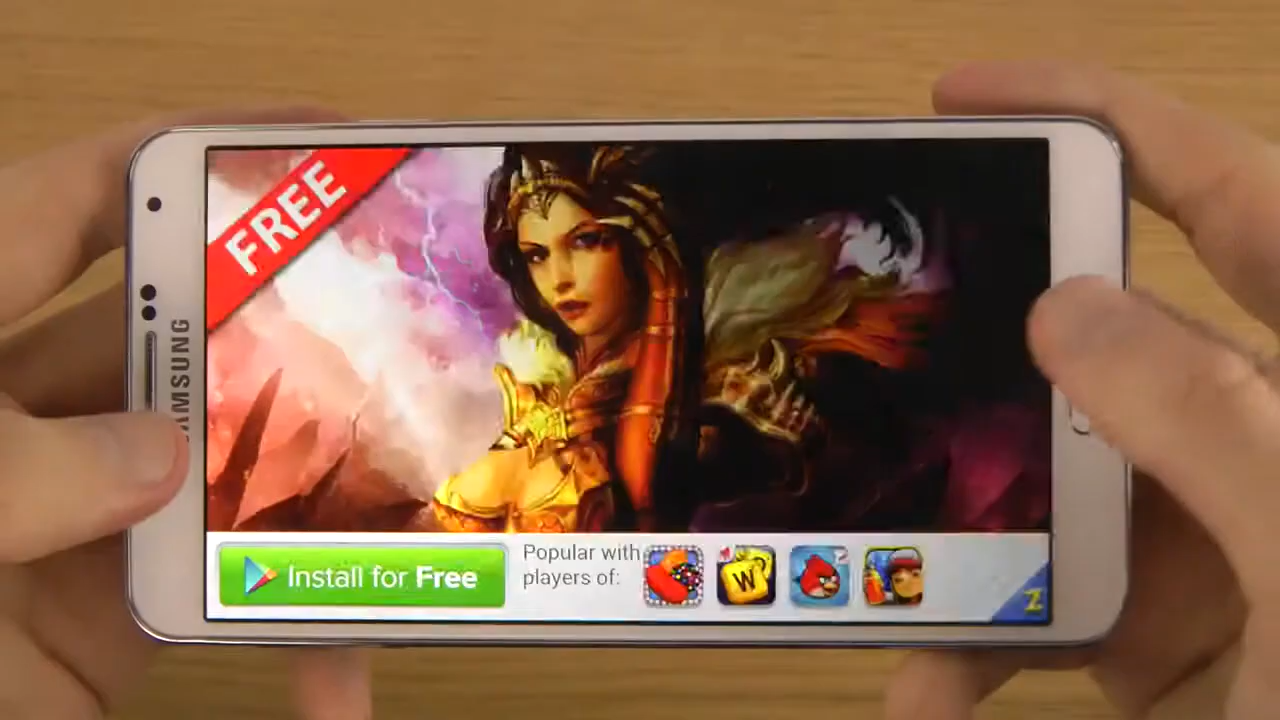 FREE
SAMSUNG
Install for Free
Popular with
players of:
W
Z